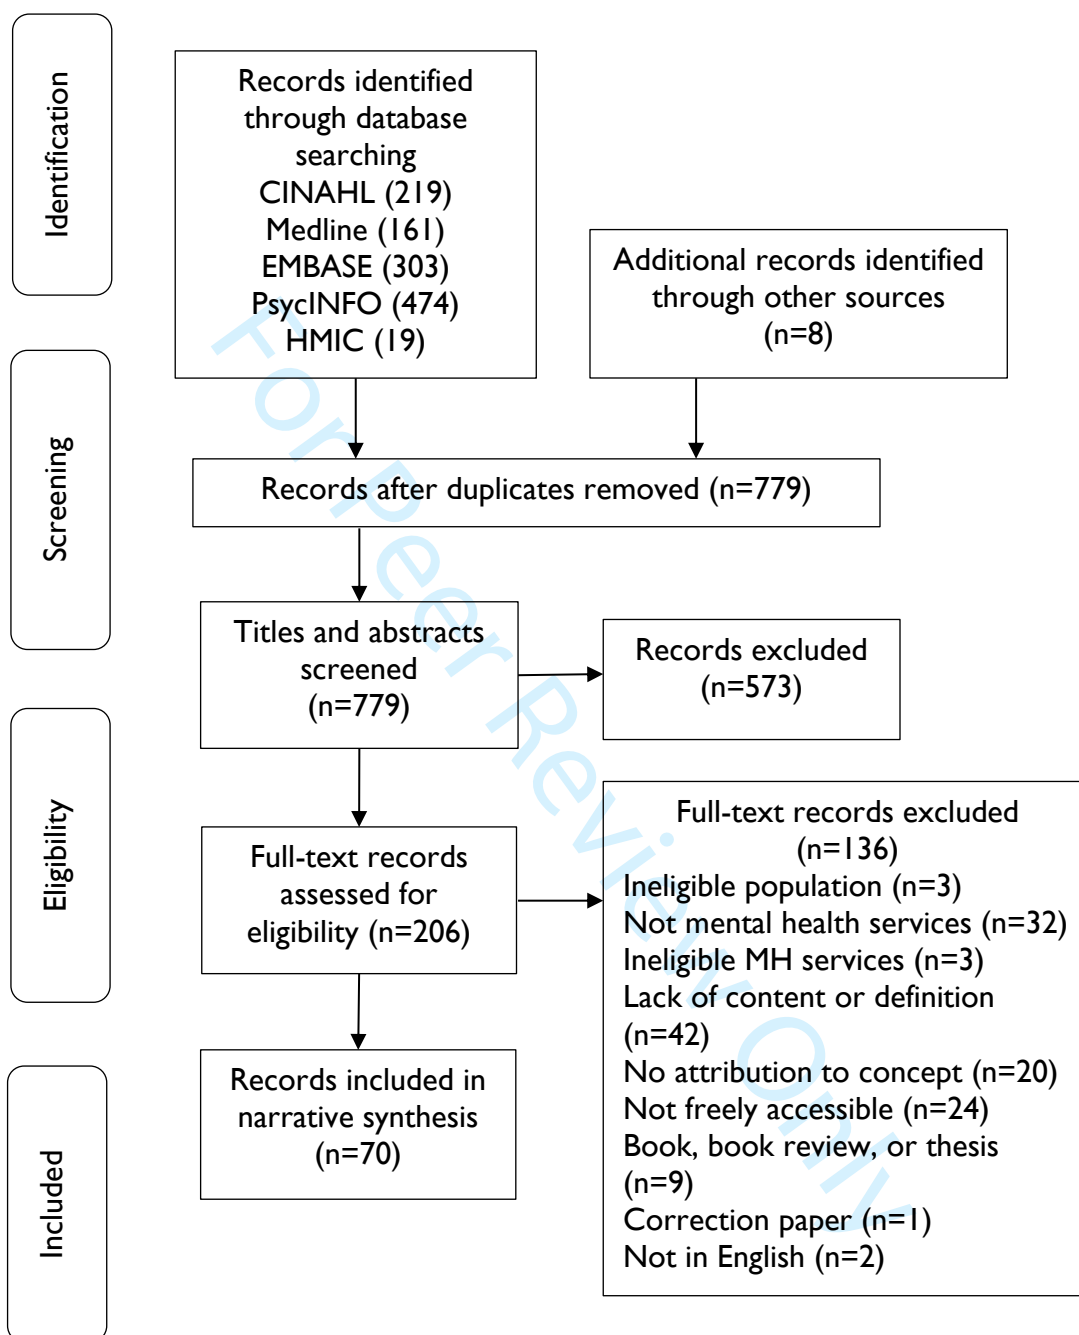 Identification
Records identified
through database
searching
CINAHL (219)
Medline (161)
EMBASE (303)
PsycINFO (474)
HMIC (19)
Additional records identified
through other sources
(n=8)
Screening
Records after duplicates removed (n=779)
Titles and abstracts
screened
(n=779)
Records excluded
(n=573)
Eligibility
Full-text records
assessed for
eligibility (n=206)
Full-text records excluded
(n=136)
Ineligible population (n=3)
Not mental health services (n=32)
Ineligible MH services (n=3)
Lack of content or definition
(n=42)
No attribution to concept (n=20)
Not freely accessible (n=24)
Book, book review, or thesis
(n=9)
Correction paper (n=1)
Not in English (n=2)
Included
Records included in
narrative synthesis
(n=70)
For Peer Review Only